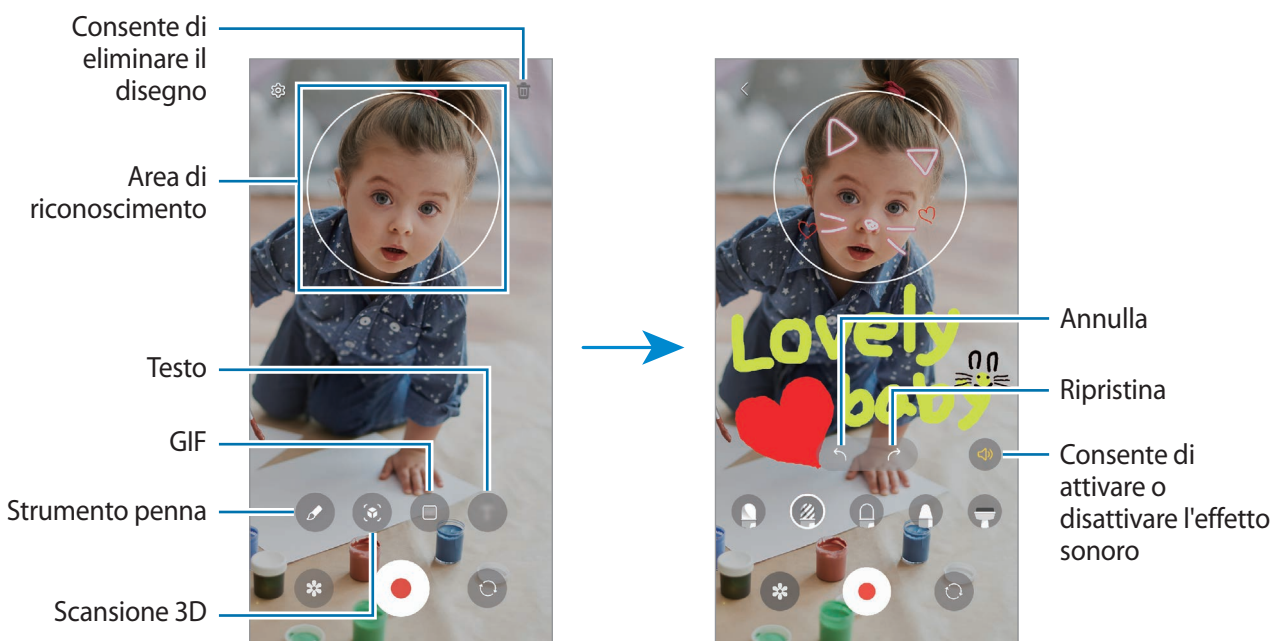 Consente di
eliminare il
disegno
Area di
riconoscimento
Testo
GIF
Strumento penna
Scansione 3D
Lovely
baby
Annulla
Ripristina
Consente di
attivare o
disattivare l'effetto
sonoro